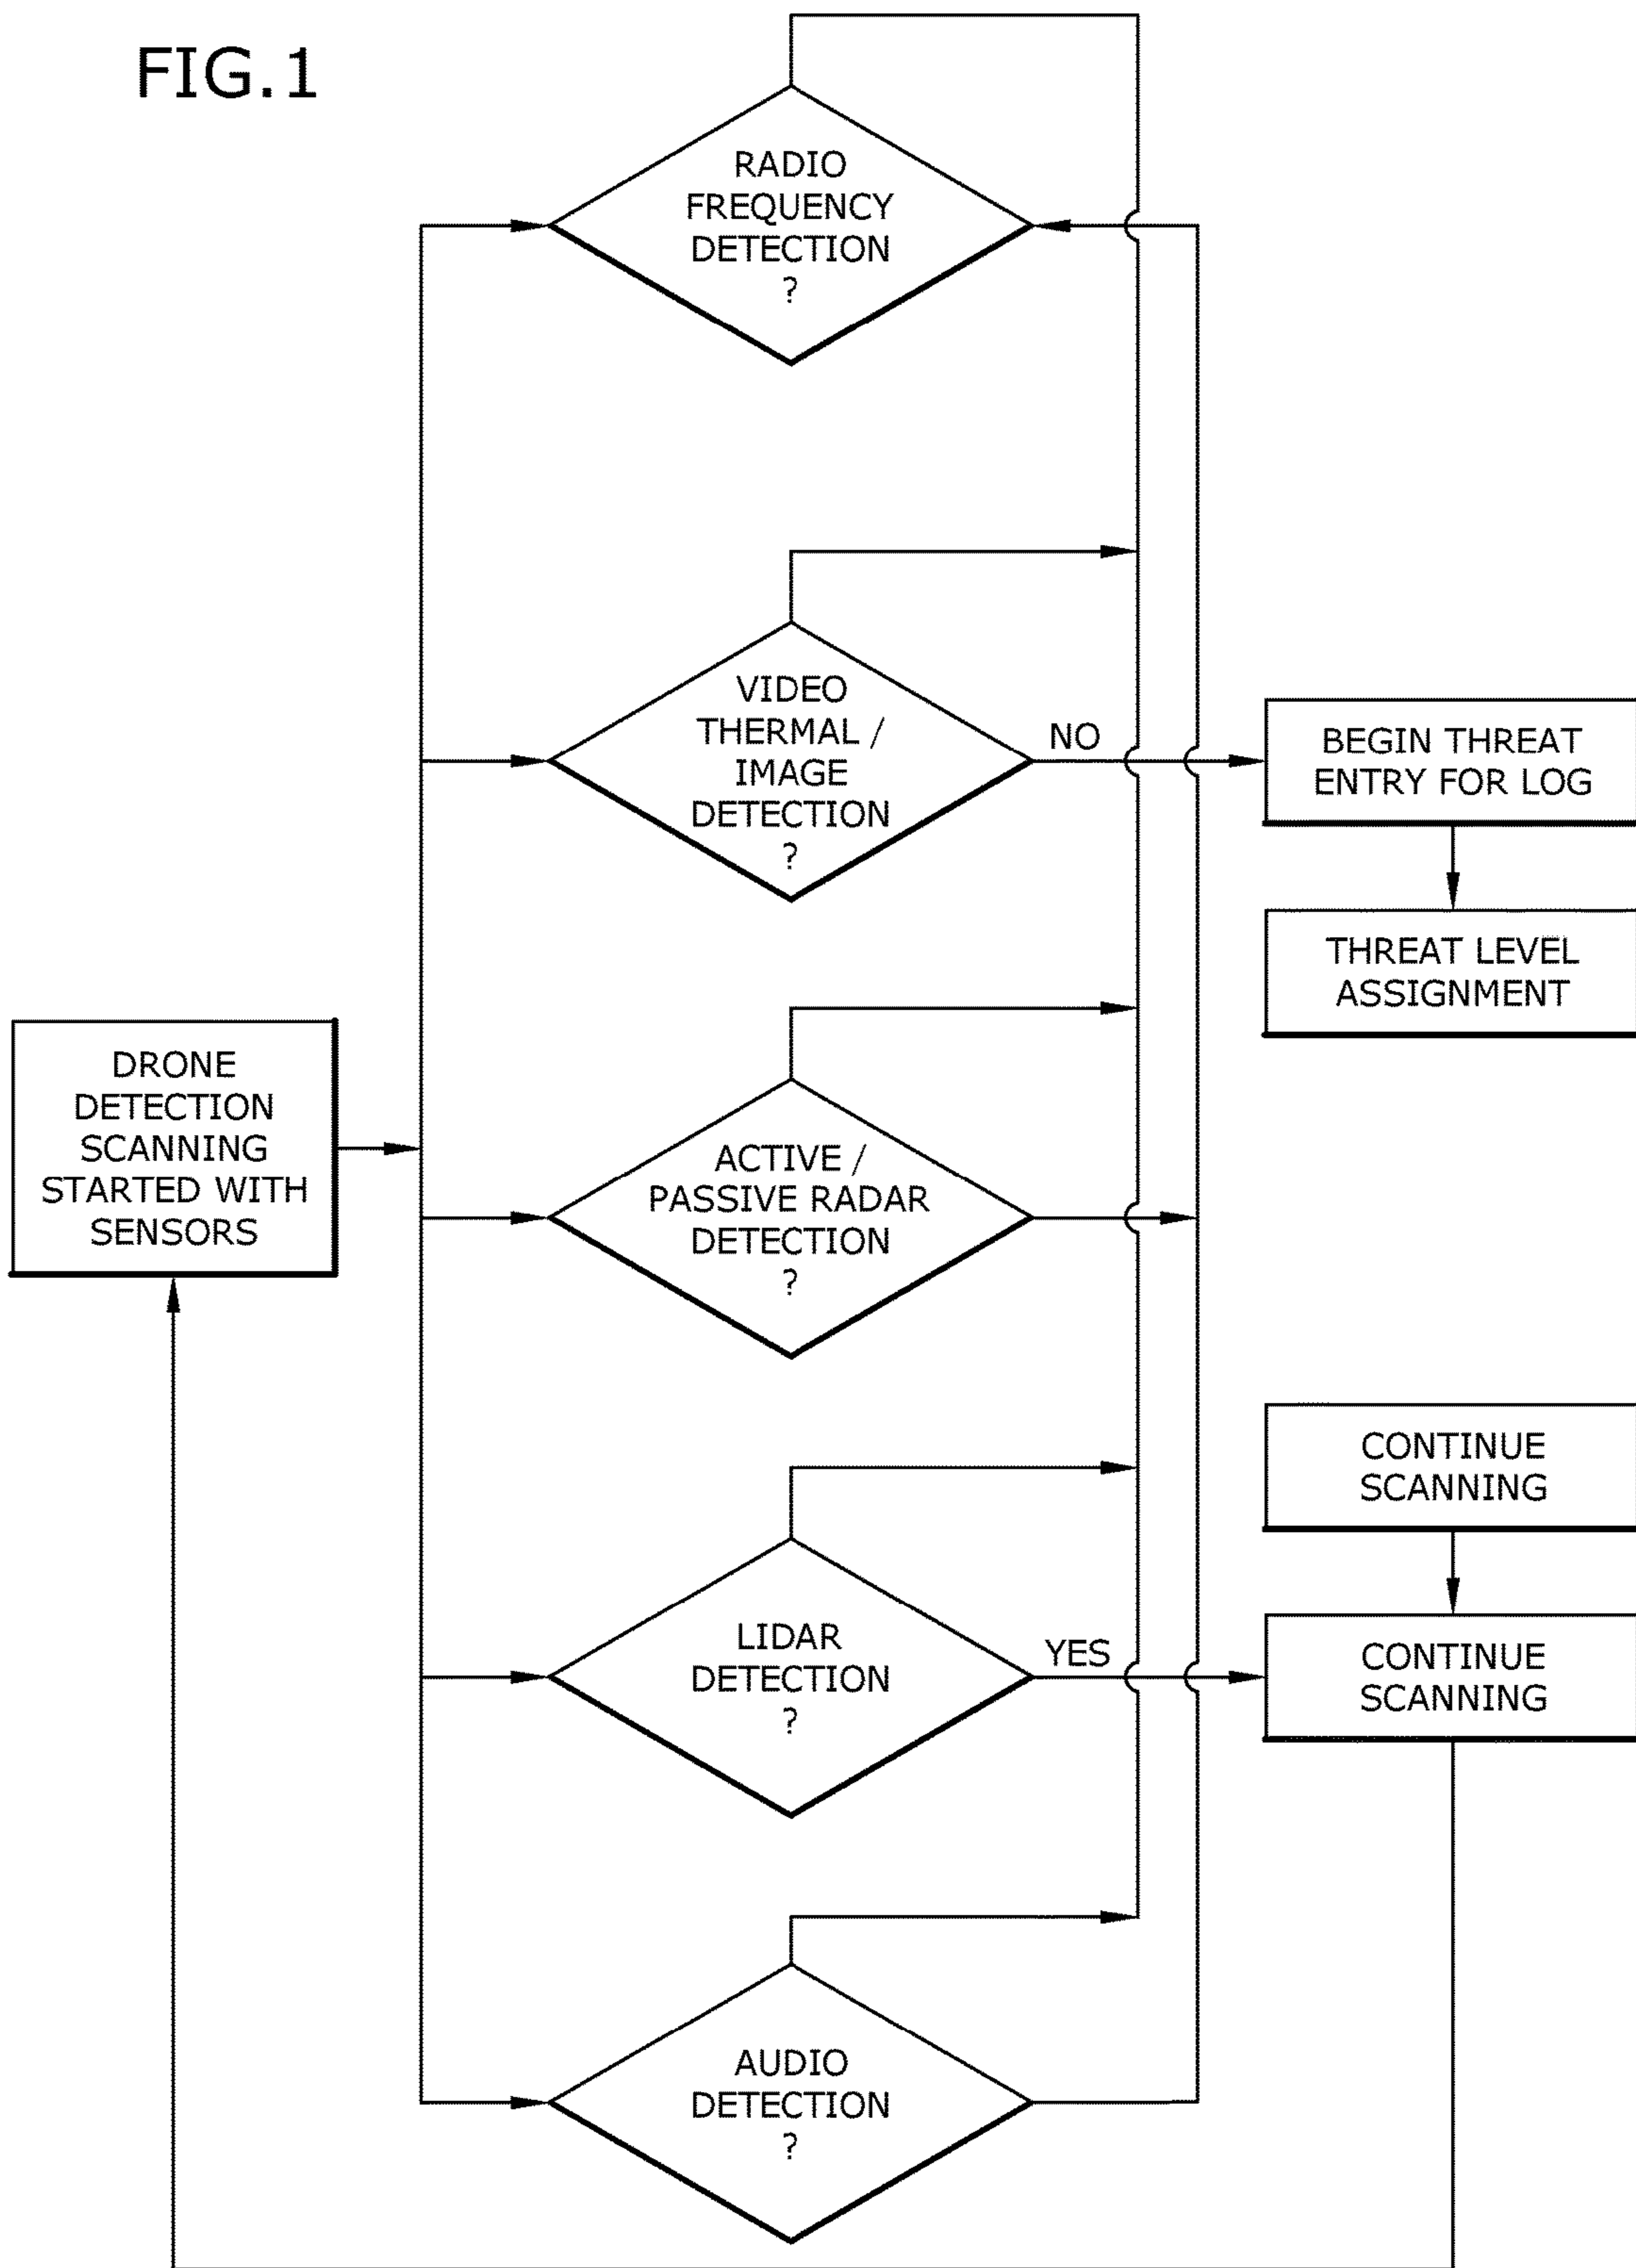 FIG.1
RADIO
FREQUENCY
DETECTION
?
VIDEO
THERMAL /
IMAGE
DETECTION
?
NO
BEGIN THREAT
ENTRY FOR LOG
THREAT LEVEL
ASSIGNMENT
DRONE
DETECTION
SCANNING
STARTED WITH
SENSORS
ACTIVE /
PASSIVE RADAR
DETECTION
?
CONTINUE
SCANNING
LIDAR
DETECTION
?
YES
CONTINUE
SCANNING
AUDIO
DETECTION
?